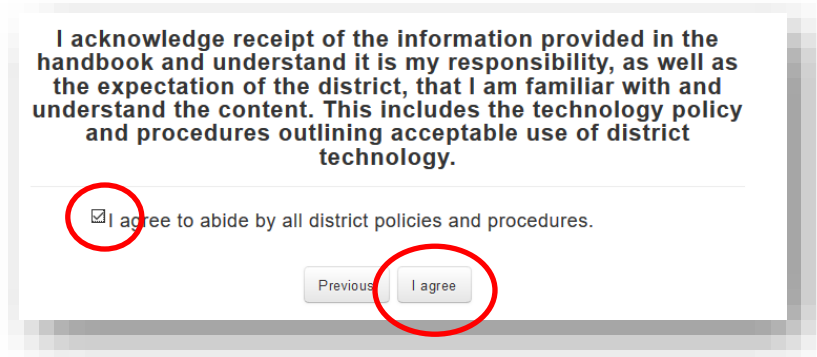 I acknowledge receipt of the information provided in the
handbook and understand it is my responsibility, as well as
the expectation of the district, that I am familiar with and
understand the content. This includes the technology policy
and procedures outlining acceptable use of district
technology.
I agree to abide by all district policies and procedures.
Previous I agree